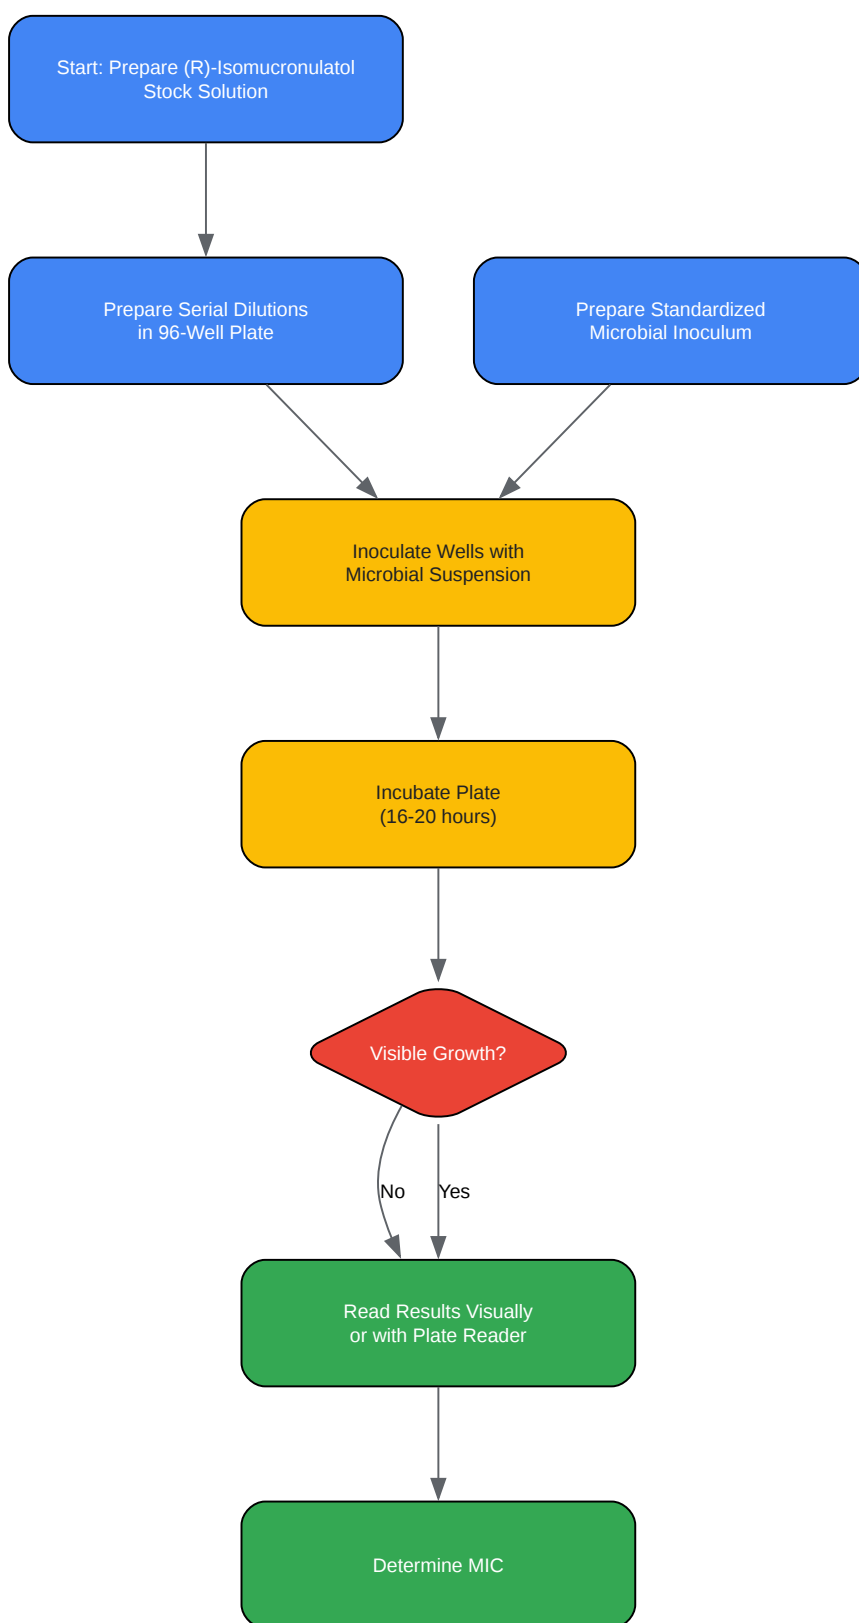 Start: Prepare (R)-Isomucronulatol
Stock Solution
Prepare Serial Dilutions
in 96-Well Plate
Prepare Standardized
Microbial Inoculum
Inoculate Wells with
Microbial Suspension
Incubate Plate
(16-20 hours)
Visible Growth?
No
Yes
Read Results Visually
or with Plate Reader
Determine MIC